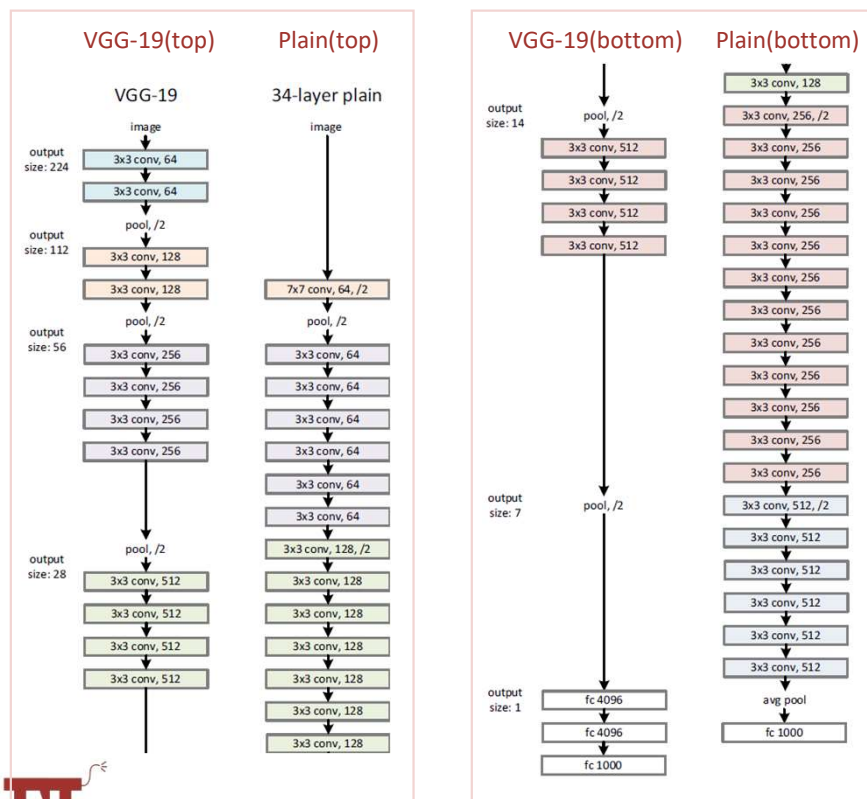 VGG-19(top)
Plain(top)
VGG-19
34-layer plain
image
image
output
size: 224
3x3 conv, 64
3x3 conv, 64
pool, /2
output
size: 112
3x3 conv, 128
3x3 conv, 128
7x7 conv, 64, /2
pool, /2
pool, /2
output
size: 56
3x3 conv, 256
3x3 conv, 64
3x3 conv, 256
3x3 conv, 64
3x3 conv, 256
3x3 conv, 64
3x3 conv, 256
3x3 conv, 64
3x3 conv, 64
3x3 conv, 64
pool, /2
3x3 conv, 128, /2
output
size: 28
3x3 conv, 512
3x3 conv, 128
3x3 conv, 512
3x3 conv, 128
3x3 conv, 512
3x3 conv, 128
3x3 conv, 512
3x3 conv, 128
3x3 conv, 128
3x3 conv, 128
VGG-19(bottom)
Plain(bottom)
3x3 conv, 128
output
size: 14
pool, /2
3x3 conv, 256, /2
3x3 conv, 512
3x3 conv, 256
3x3 conv, 512
3x3 conv, 256
3x3 conv, 512
3x3 conv, 256
3x3 conv, 512
3x3 conv, 256
3x3 conv, 256
3x3 conv, 256
3x3 conv, 256
3x3 conv, 256
3x3 conv, 256
3x3 conv, 256
3x3 conv, 256
output
size: 7
pool, /2
3x3 conv, 512, /2
3x3 conv, 512
3x3 conv, 512
3x3 conv, 512
3x3 conv, 512
3x3 conv, 512
output
size: 1
fc 4096
avg pool
fc 4096
fc 1000
fc 1000